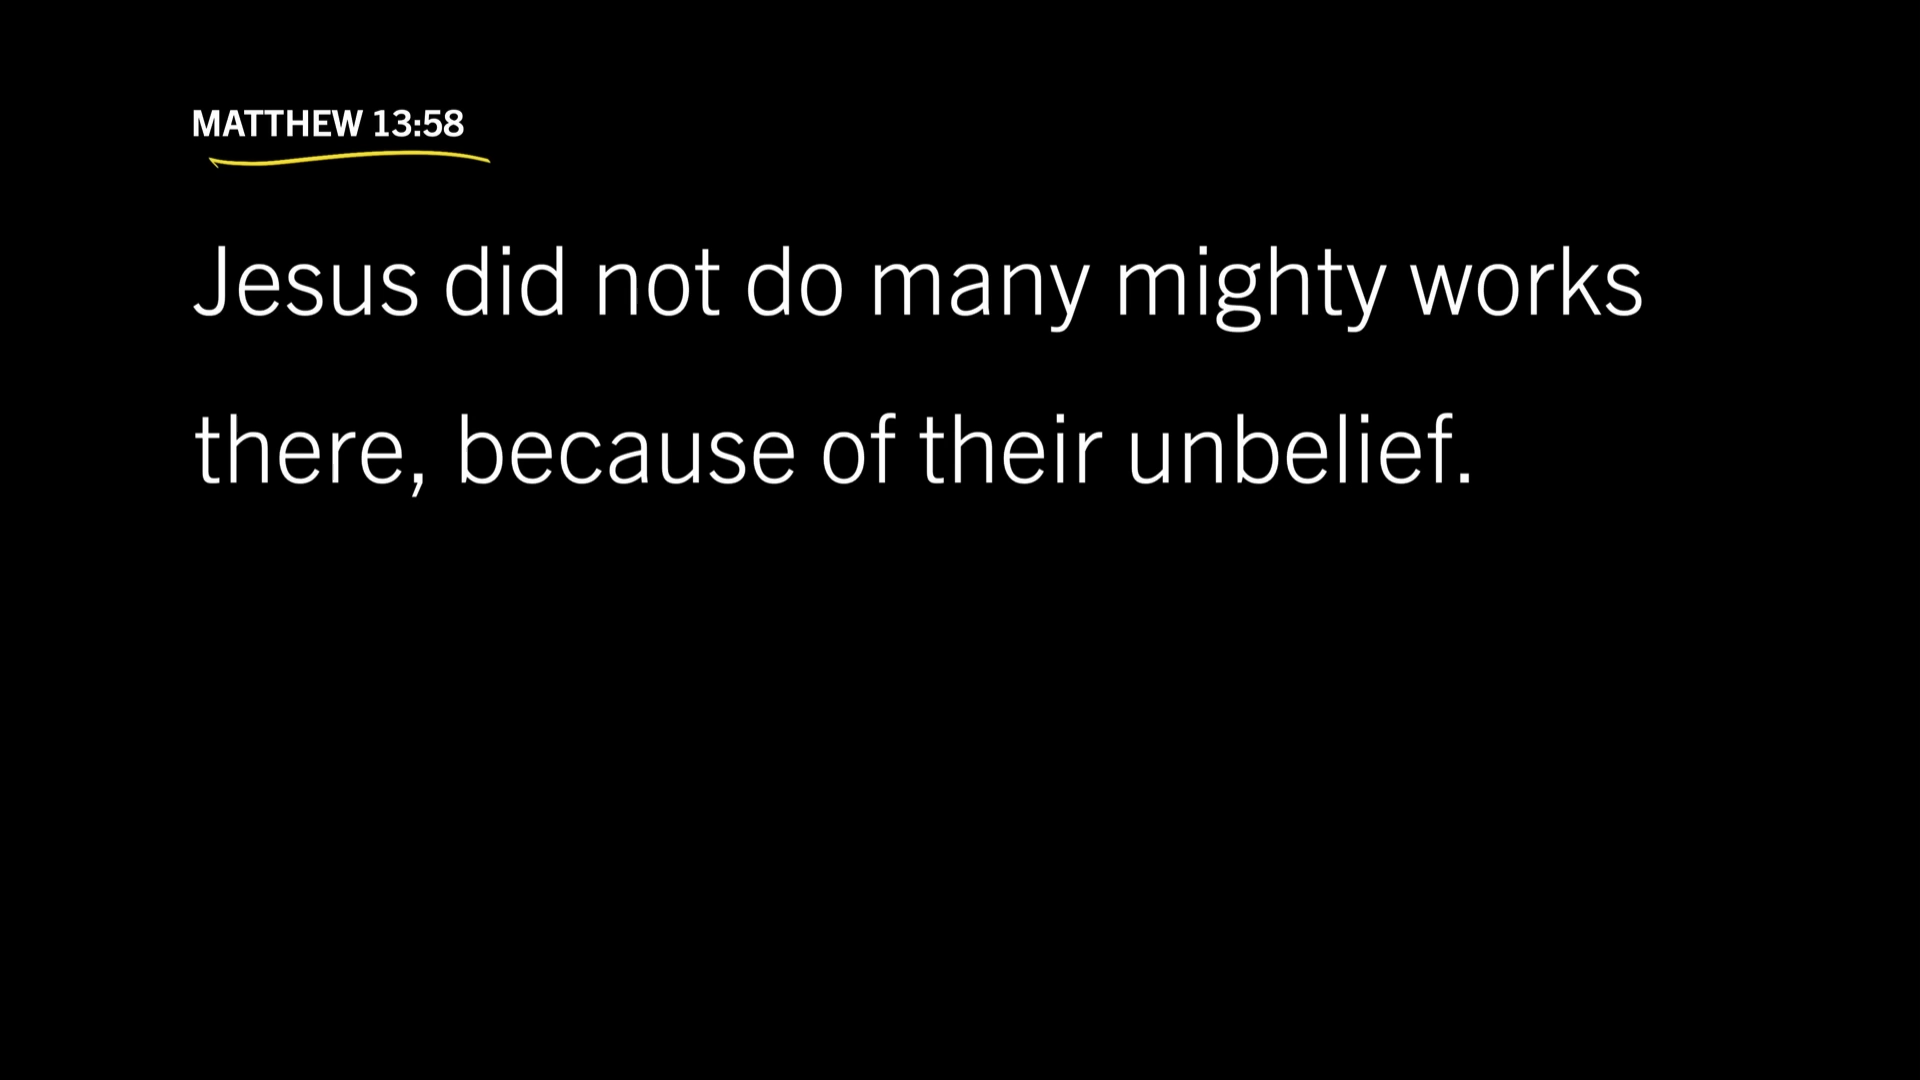 MATTHEW 13:58
Jesus did not do many mighty works
there, because of their unbelief.